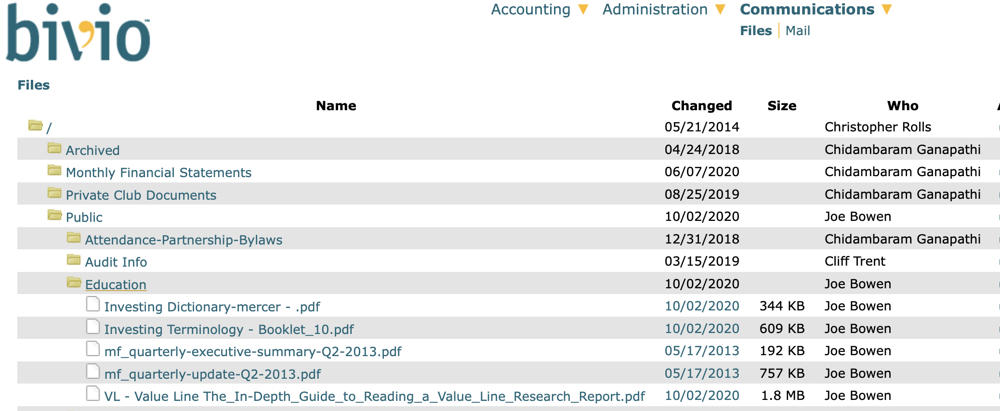 bivio™
Accounting ▼ Administration ▼ Communications ▼
Files | Mail
Files
Name Changed Size Who
/ 05/21/2014 Christopher Rolls
Archived 04/24/2018 Chidambaram Ganapathi
Monthly Financial Statements 06/07/2020 Chidambaram Ganapathi
Private Club Documents 08/25/2019 Chidambaram Ganapathi
Public 10/02/2020 Joe Bowen
Attendance-Partnership-Bylaws 12/31/2018 Chidambaram Ganapathi
Audit Info 03/15/2019 Cliff Trent
Education 10/02/2020 Joe Bowen
Investing Dictionary-mercer - .pdf 10/02/2020 344 KB Joe Bowen
Investing Terminology - Booklet_10.pdf 10/02/2020 609 KB Joe Bowen
mf_quarterly-executive-summary-Q2-2013.pdf 05/17/2013 192 KB Joe Bowen
mf_quarterly-update-Q2-2013.pdf 05/17/2013 757 KB Joe Bowen
VL - Value Line The_In-Depth_Guide_to_Reading_a_Value_Line_Research_Report.pdf 10/02/2020 1.8 MB Joe Bowen